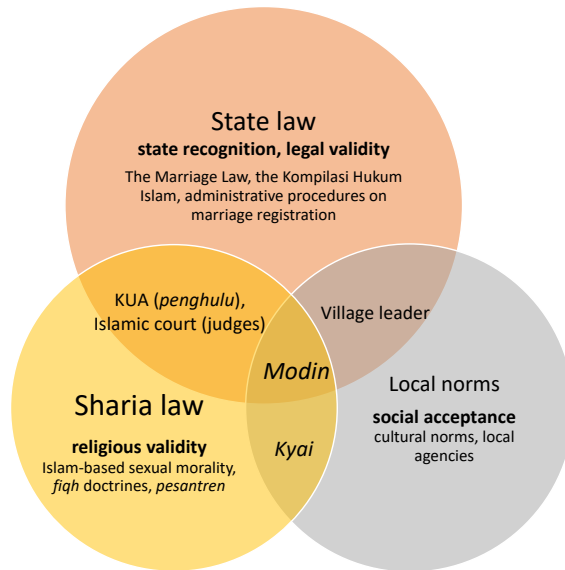 State law
state recognition, legal validity
The Marriage Law, the Kompilasi Hukum
Islam, administrative procedures on
marriage registration
KUA (penghulu),
Islamic court (judges)
Village leader
Modin
Sharia law
religious validity
Islam-based sexual morality,
fiqh doctrines, pesantren
Kyai
Local norms
social acceptance
cultural norms, local
agencies